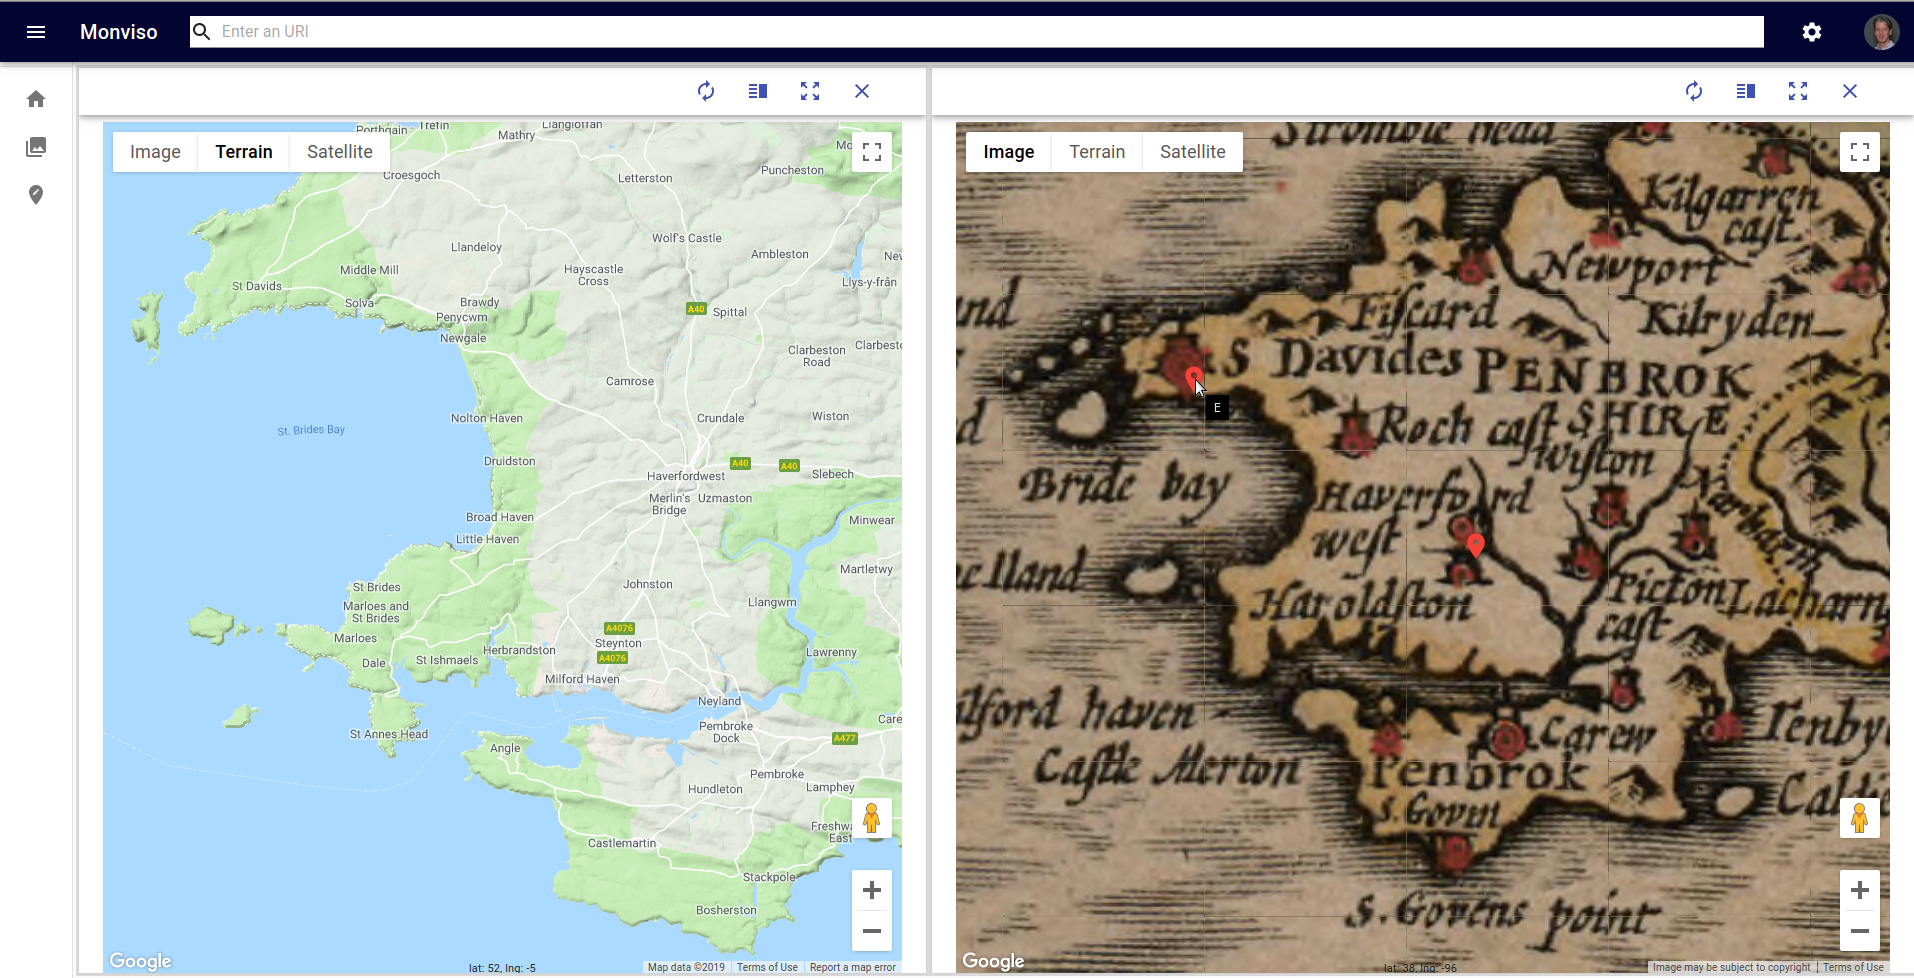 Monviso
Enter an URI
Image
Terrain
Satellite
Porthgain
Trefin
Mathry
Llangloffan
Mo
Croesgoch
Letterston
Puncheston
Wolf's Castle
Llandeloy
Ambleston
Nev
Middle Mill
Hayscastle
Cross
Llys-y-frân
St Davids
Solva
Brawdy
Penycwm
A40
Spittal
Newgale
Clarbeston
Road
Clarbesto
Camrose
Nolton Haven
Crundale
Wiston
St. Brides Bay
Druidston
A40
A40
Haverfordwest
Slebech
Merlin's
Bridge
Uzmaston
Broad Haven
Minwear
Little Haven
Martletwy
St Brides
Johnston
Marloes and
St Brides
Llangwm
Marloes
A4076
Steynton
A4076
Herbrandston
Lawrenny
Dale
St Ishmaels
Milford Haven
Neyland
Care
St Annes Head
Pembroke
Dock
A477
Angle
Pembroke
Hundleton
Lamphey
Freshwa
East
Castlemartin
Stackpole
Bosherston
Google
lat: 52, lng: -5
Map data ©2019
Terms of Use
Report a map error
Image
Terrain
Satellite
Kilgarren
cast.
Newport
nd
Fiscard
Kilryden
S Davides
PENBROK
SHIRE
E
d
Roch cast
Wiston
Bride bay
Haverford
west
Iland
Haroldston
Picton
cast
Lacharn
lford haven
Carew
Tenby
Castle Merton
Penbrok
S. Govin
S. Govens point
Google
lat: 38, lng: -96
Image may be subject to copyright
Terms of Use